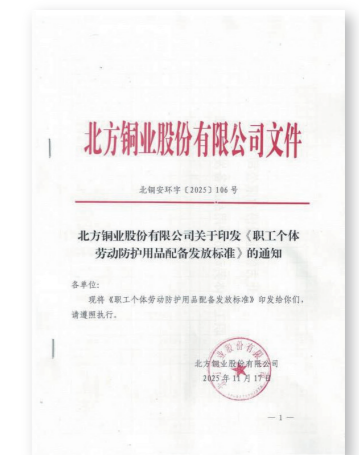 北方铜业股份有限公司文件
北铜安环字〔2025〕106号
北方铜业股份有限公司关于印发《职工个体
劳动防护用品配备发放标准》的通知
各单位:
现将《职工个体劳动防护用品配备发放标准》印发给你们,
请遵照执行。
北方铜业股份有限公司
2025年11月17日
—1—